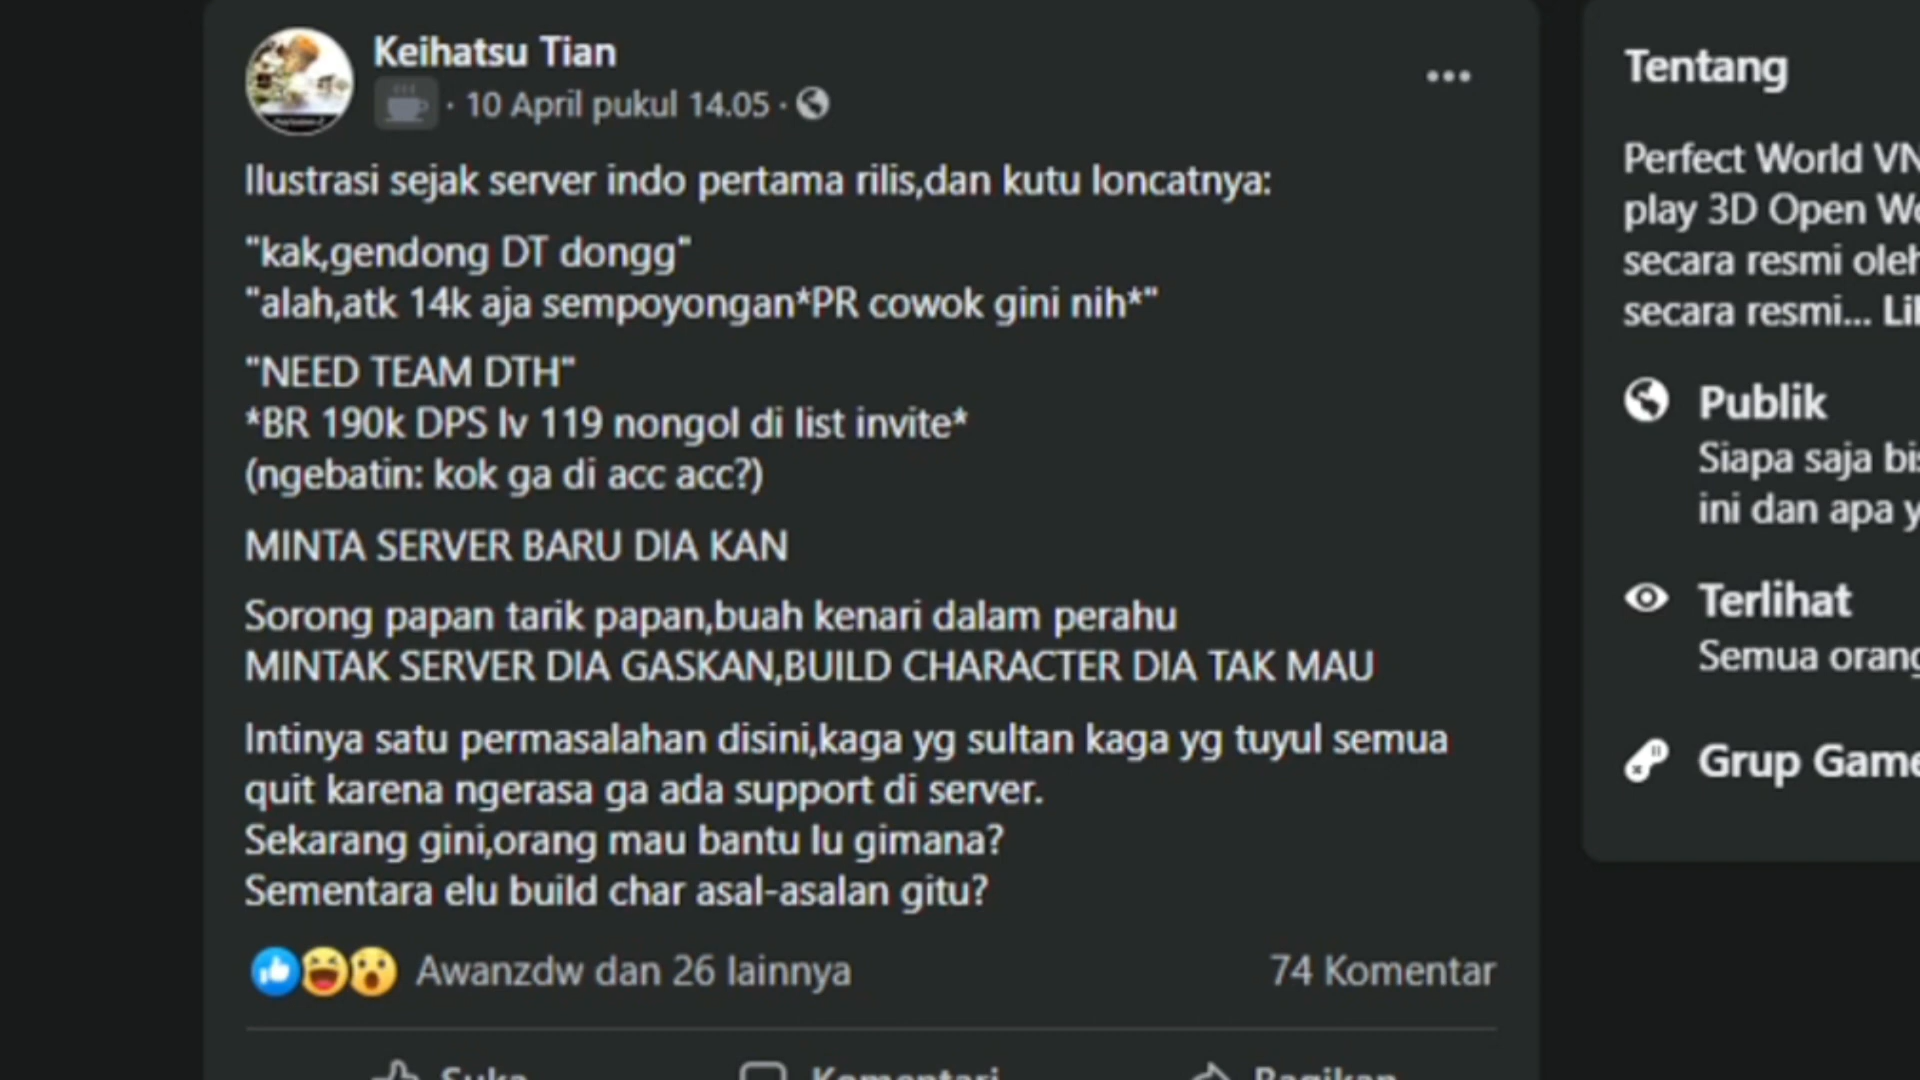 Keihatsu Tian
· 10 April pukul 14.05 ·
Ilustrasi sejak server indo pertama rilis,dan kutu loncatnya:
"kak,gendong DT dongg"
"alah,atk 14k aja sempoyongan*PR cowok gini nih*"
"NEED TEAM DTH"
*BR 190k DPS lv 119 nongol di list invite*
(ngebatin: kok ga di acc acc?)
MINTA SERVER BARU DIA KAN
Sorong papan tarik papan,buah kenari dalam perahu
MINTAK SERVER DIA GASKAN,BUILD CHARACTER DIA TAK MAU
Intinya satu permasalahan disini,kaga yg sultan kaga yg tuyul semua
quit karena ngerasa ga ada support di server.
Sekarang gini,orang mau bantu lu gimana?
Sementara elu build char asal-asalan gitu?
Awanzdw dan 26 lainnya
74 Komentar
Suka
Komentari
Bagikan
Tentang
Perfect World VN
play 3D Open
secara resmi
secara resmi...
Publik
Siapa saja
ini dan apa
Terlihat
Semua
Grup